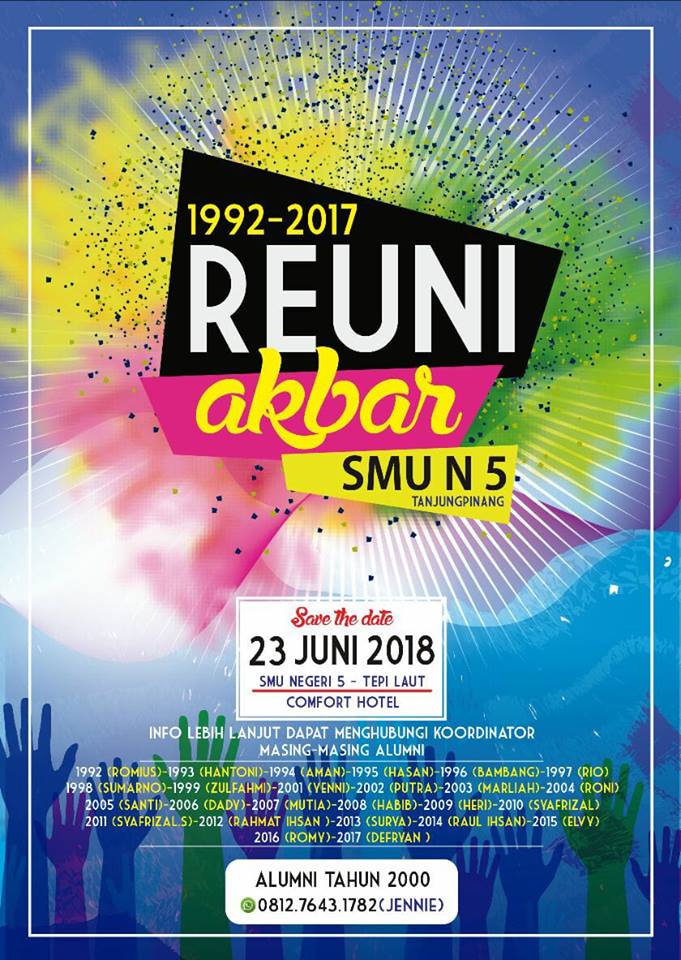 1992-2017
REUNI
akbar
SMU N 5
TANJUNGPINANG
Save the date
23 JUNI 2018
SMU NEGERI 5 - TEPI LAUT
COMFORT HOTEL
INFO LEBIH LANJUT DAPAT MENGHUBUNGI KOORDINATOR
MASING-MASING ALUMNI
1992 (ROMIUS)-1993 (HANTONI)-1994 (AMAN)-1995 (HASAN)-1996 (BAMBANG)-1997 (RIO)
1998 (SUMARNO)-1999 (ZULFAHMI)-2001 (YENNI)-2002 (PUTRA)-2003 (MARLIAH)-2004 (RONI)
2005 (SANTI)-2006 (DADY)-2007 (MUTIA)-2008 (HABIB)-2009 (HERI)-2010 (SYAFRIZAL)
2011 (SYAFRIZAL.S)-2012 (RAHMAT IHSAN )-2013 (SURYA)-2014 (RAUL IHSAN)-2015 (ELVY)
2016 (ROMY)-2017 (DEFRYAN )
ALUMNI TAHUN 2000
0812.7643.1782(JENNIE)